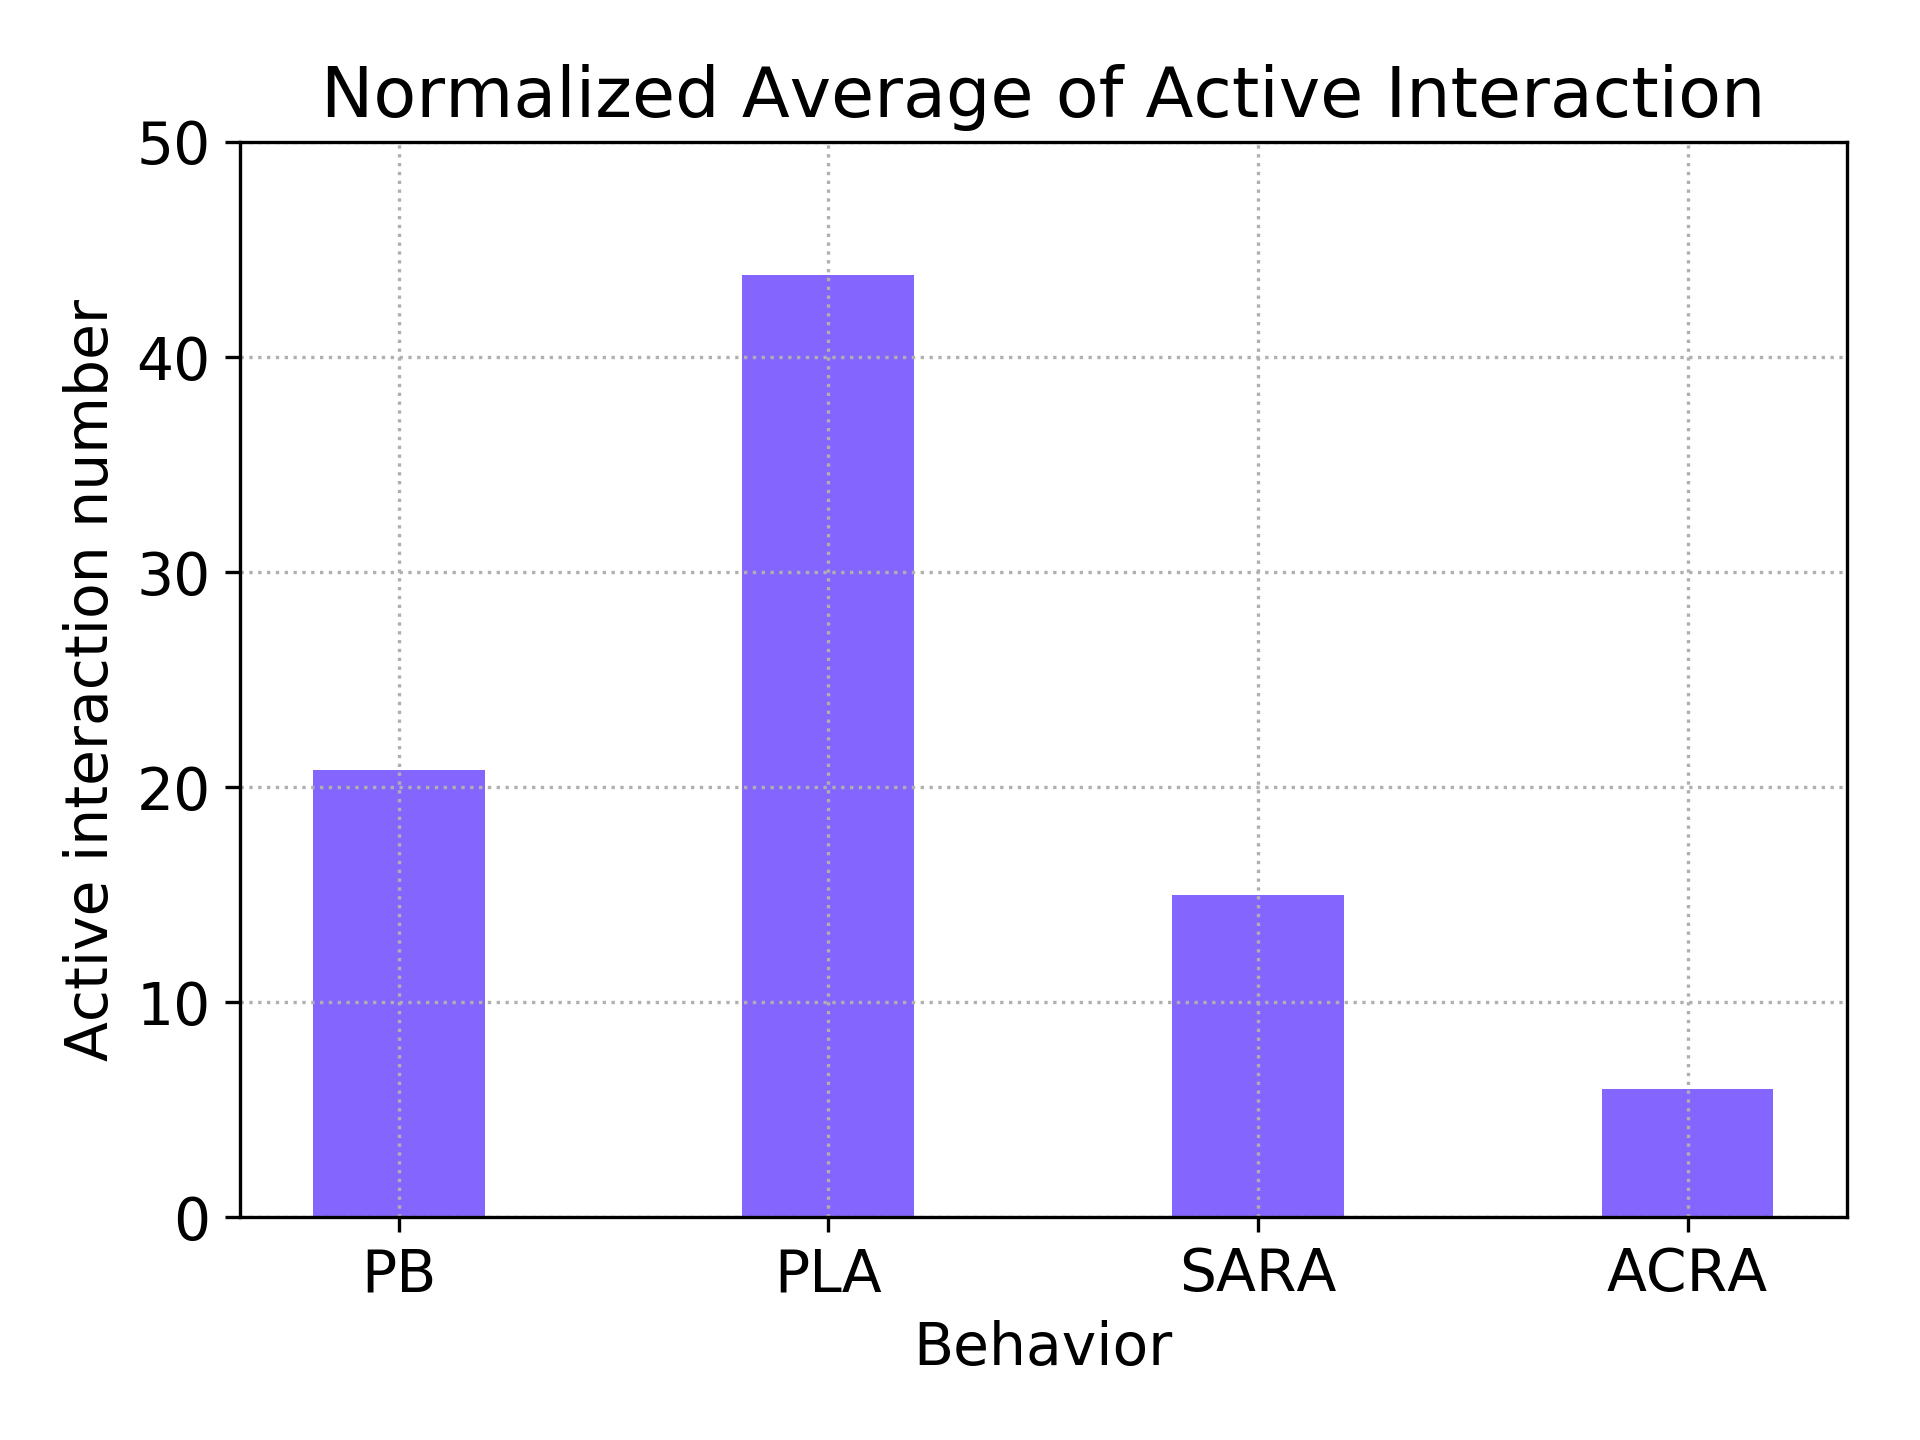 Normalized Average of Active Interaction
Active interaction number
50
40
30
20
10
0
PB PLA SARA ACRA
Behavior